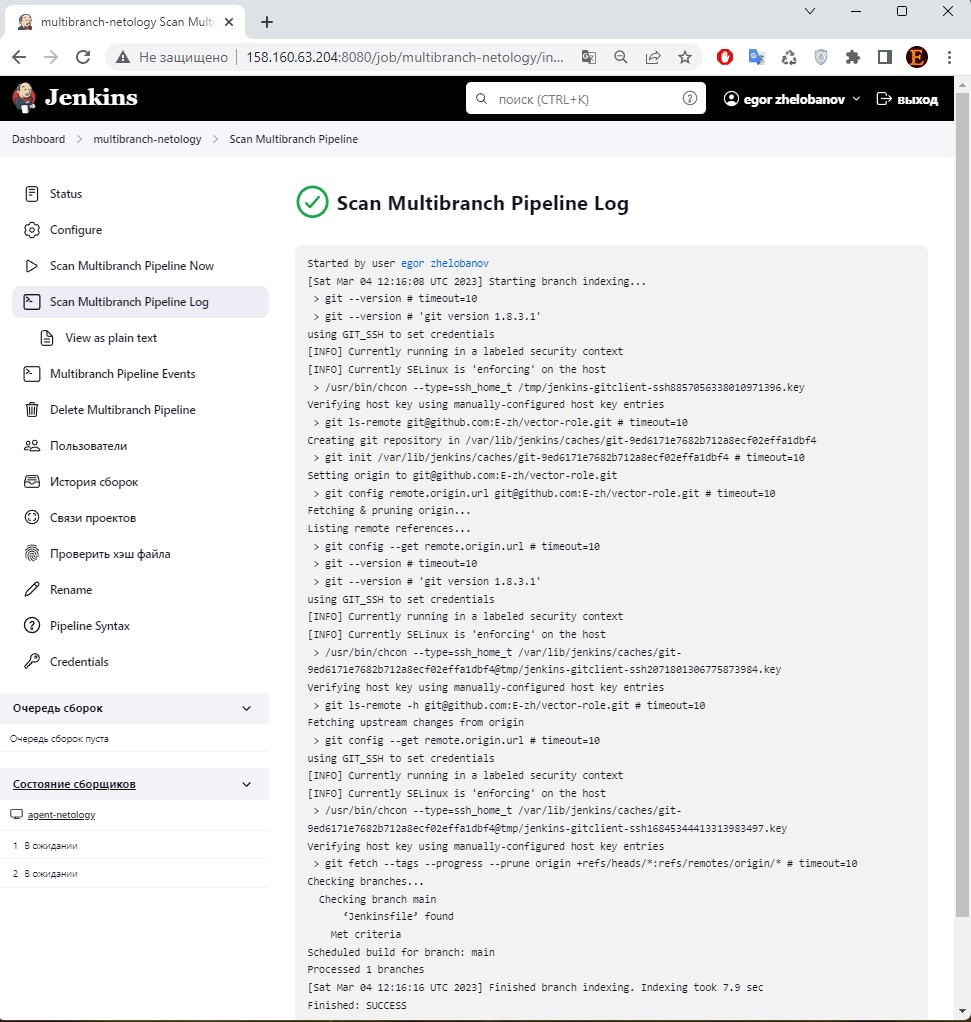 multibranch-netology Scan Multi
Не защищено
158.160.63.204:8080/job/multibranch-netology/in...
Jenkins
поиск (CTRL+K)
egor zhelobanov
выход
Dashboard > multibranch-netology > Scan Multibranch Pipeline
Status
Configure
Scan Multibranch Pipeline Now
Scan Multibranch Pipeline Log
View as plain text
Multibranch Pipeline Events
Delete Multibranch Pipeline
Пользователи
История сборок
Связи проектов
Проверить хэш файла
Rename
Pipeline Syntax
Credentials
Очередь сборок
Очередь сборок пуста
Состояние сборщиков
agent-netology
1 В ожидании
2 В ожидании
Scan Multibranch Pipeline Log
Started by user egor zhelobanov
[Sat Mar 04 12:16:08 UTC 2023] Starting branch indexing...
> git --version # timeout=10
> git --version # 'git version 1.8.3.1'
using GIT_SSH to set credentials
[INFO] Currently running in a labeled security context
[INFO] Currently SELinux is 'enforcing' on the host
> /usr/bin/chcon --type=ssh_home_t /tmp/jenkins-gitclient-ssh8857056338010971396.key
Verifying host key using manually-configured host key entries
> git ls-remote git@github.com:E-zh/vector-role.git # timeout=10
Creating git repository in /var/lib/jenkins/caches/git-9ed6171e7682b712a8ecf02effa1dbf4
> git init /var/lib/jenkins/caches/git-9ed6171e7682b712a8ecf02effa1dbf4 # timeout=10
Setting origin to git@github.com:E-zh/vector-role.git
> git config remote.origin.url git@github.com:E-zh/vector-role.git # timeout=10
Fetching & pruning origin...
Listing remote references...
> git config --get remote.origin.url # timeout=10
> git --version # timeout=10
> git --version # 'git version 1.8.3.1'
using GIT_SSH to set credentials
[INFO] Currently running in a labeled security context
[INFO] Currently SELinux is 'enforcing' on the host
> /usr/bin/chcon --type=ssh_home_t /var/lib/jenkins/caches/git-
9ed6171e7682b712a8ecf02effa1dbf4@tmp/jenkins-gitclient-ssh2071801306775873984.key
Verifying host key using manually-configured host key entries
> git ls-remote -h git@github.com:E-zh/vector-role.git # timeout=10
Fetching upstream changes from origin
> git config --get remote.origin.url # timeout=10
using GIT_SSH to set credentials
[INFO] Currently running in a labeled security context
[INFO] Currently SELinux is 'enforcing' on the host
> /usr/bin/chcon --type=ssh_home_t /var/lib/jenkins/caches/git-
9ed6171e7682b712a8ecf02effa1dbf4@tmp/jenkins-gitclient-ssh16845344413313983497.key
Verifying host key using manually-configured host key entries
> git fetch --tags --progress --prune origin +refs/heads/*:refs/remotes/origin/* # timeout=10
Checking branches...
Checking branch main
‘Jenkinsfile’ found
Met criteria
Scheduled build for branch: main
Processed 1 branches
[Sat Mar 04 12:16:16 UTC 2023] Finished branch indexing. Indexing took 7.9 sec
Finished: SUCCESS